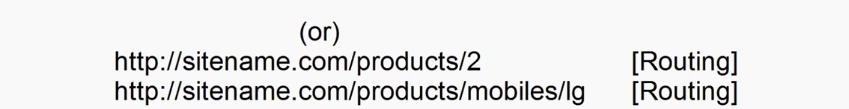 (or)
http://sitename.com/products/2 [Routing]
http://sitename.com/products/mobiles/lg [Routing]